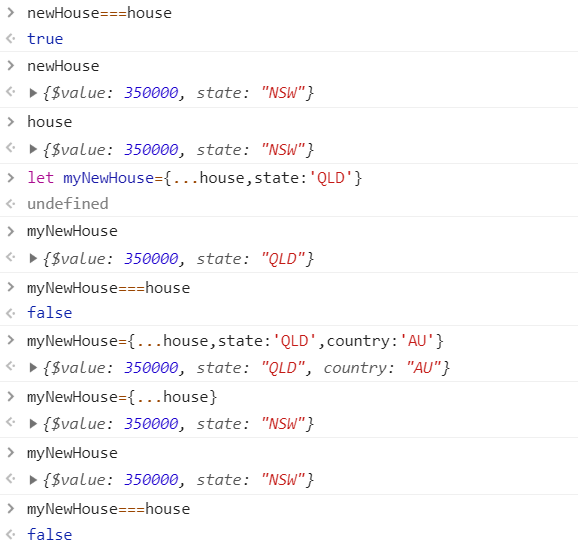 newHouse===house
true
newHouse
{$value: 350000, state: "NSW"}
house
{$value: 350000, state: "NSW"}
let myNewHouse={...house,state:'QLD'}
undefined
myNewHouse
{$value: 350000, state: "QLD"}
myNewHouse===house
false
myNewHouse={...house,state:'QLD',country:'AU'}
{$value: 350000, state: "QLD", country: "AU"}
myNewHouse={...house}
{$value: 350000, state: "NSW"}
myNewHouse
{$value: 350000, state: "NSW"}
myNewHouse===house
false